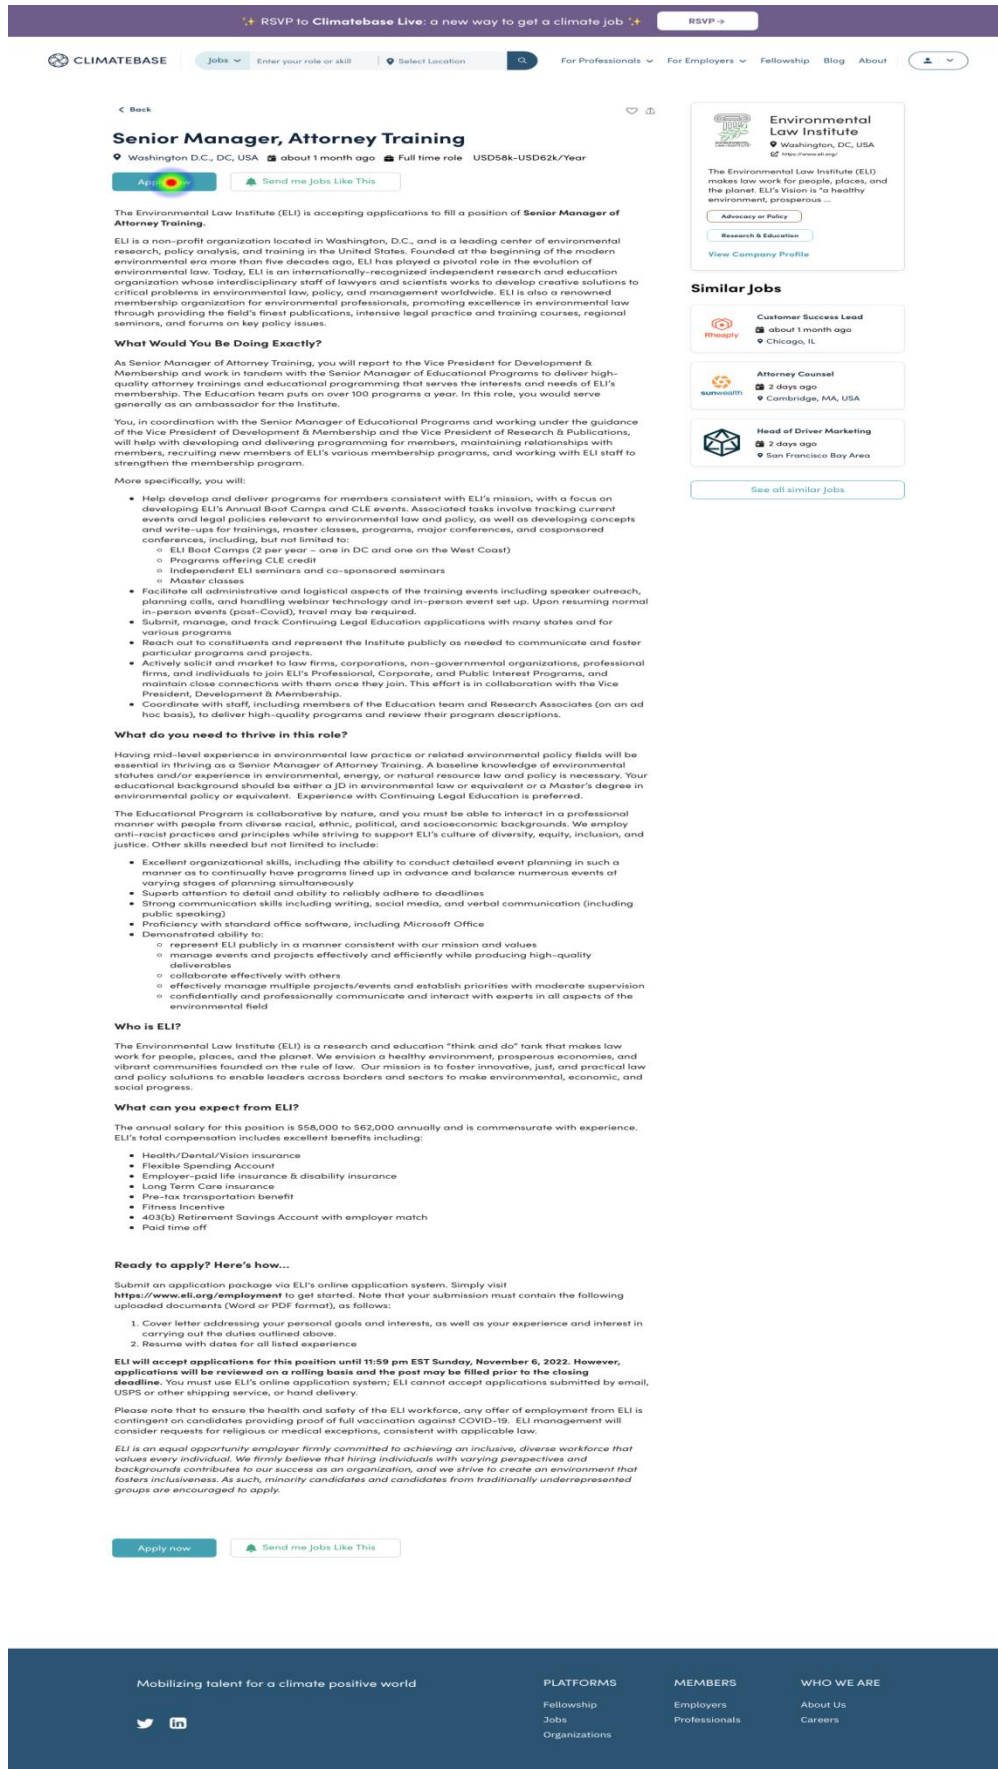 RSVP to Climatebase Live: a new way to get a climate job
RSVP →
CLIMATEBASE
Jobs
Enter your role or skill
Select Location
For Professionals
For Employers
Fellowship
Blog
About
Back
Senior Manager, Attorney Training
Washington D.C., DC, USA about 1 month ago Full time role USD58k-USD62k/Year
Send me Jobs Like This
The Environmental Law Institute (ELI) is accepting applications to fill a position of Senior Manager of
Attorney Training.
ELI is a non-profit organization located in Washington, D.C., and is a leading center of environmental
research, policy analysis, and training in the United States. Founded at the beginning of the modern
environmental era more than five decades ago, ELI has played a pivotal role in the evolution of
environmental law. Today, ELI is an internationally-recognized independent research and education
organization whose interdisciplinary staff of lawyers and scientists works to develop creative solutions to
critical problems in environmental law, policy, and management worldwide. ELI is also a renowned
membership organization for environmental professionals, promoting excellence in environmental law
through providing the field's finest publications, intensive legal practice and training courses, regional
seminars, and forums on key policy issues.
What Would You Be Doing Exactly?
As Senior Manager of Attorney Training, you will report to the Vice President for Development &
Membership and work in tandem with the Senior Manager of Educational Programs to deliver high-
quality attorney trainings and educational programming that serves the interests and needs of ELI's
membership. The Education team puts on over 100 programs a year. In this role, you would serve
generally as an ambassador for the Institute.
You, in coordination with the Senior Manager of Educational Programs and working under the guidance
of the Vice President of Development & Membership and the Vice President of Research & Publications,
will help with developing and delivering programming for members, maintaining relationships with
members, recruiting new members of ELI's various membership programs, and working with ELI staff to
strengthen the membership program.
More specifically, you will:
• Help develop and deliver programs for members consistent with ELI's mission, with a focus on
developing ELI's Annual Boot Camps and CLE events. Associated tasks involve tracking current
events and legal policies relevant to environmental law and policy, as well as developing concepts
and write-ups for trainings, master classes, programs, major conferences, and cosponsored
conferences, including, but not limited to:
○ ELI Boot Camps (2 per year – one in DC and one on the West Coast)
○ Programs offering CLE credit
○ Independent ELI seminars and co-sponsored seminars
○ Master classes
• Facilitate all administrative and logistical aspects of the training events including speaker outreach,
planning calls, and handling webinar technology and in-person event set up. Upon resuming normal
in-person events (post-Covid), travel may be required.
• Submit, manage, and track Continuing Legal Education applications with many states and for
various programs
• Reach out to constituents and represent the Institute publicly as needed to communicate and foster
particular programs and projects.
• Actively solicit and market to law firms, corporations, non-governmental organizations, professional
firms, and individuals to join ELI's Professional, Corporate, and Public Interest Programs, and
maintain close connections with them once they join. This effort is in collaboration with the Vice
President, Development & Membership.
• Coordinate with staff, including members of the Education team and Research Associates (on an ad
hoc basis), to deliver high-quality programs and review their program descriptions.
What do you need to thrive in this role?
Having mid-level experience in environmental law practice or related environmental policy fields will be
essential in thriving as a Senior Manager of Attorney Training. A baseline knowledge of environmental
statutes and/or experience in environmental, energy, or natural resource law and policy is necessary. Your
educational background should be either a JD in environmental law or equivalent or a Master's degree in
environmental policy or equivalent. Experience with Continuing Legal Education is preferred.
The Educational Program is collaborative by nature, and you must be able to interact in a professional
manner with people from diverse racial, ethnic, political, and socioeconomic backgrounds. We employ
anti-racist practices and principles while striving to support ELI's culture of diversity, equity, inclusion, and
justice. Other skills needed but not limited to include:
• Excellent organizational skills, including the ability to conduct detailed event planning in such a
manner as to continually have programs lined up in advance and balance numerous events at
varying stages of planning simultaneously
• Superb attention to detail and ability to reliably adhere to deadlines
• Strong communication skills including writing, social media, and verbal communication (including
public speaking)
• Proficiency with standard office software, including Microsoft Office
• Demonstrated ability to:
○ represent ELI publicly in a manner consistent with our mission and values
○ manage events and projects effectively and efficiently while producing high-quality
deliverables
○ collaborate effectively with others
○ effectively manage multiple projects/events and establish priorities with moderate supervision
○ confidentially and professionally communicate and interact with experts in all aspects of the
environmental field
Who is ELI?
The Environmental Law Institute (ELI) is a research and education "think and do" tank that makes law
work for people, places, and the planet. We envision a healthy environment, prosperous economies, and
vibrant communities founded on the rule of law. Our mission is to foster innovative, just, and practical law
and policy solutions to enable leaders across borders and sectors to make environmental, economic, and
social progress.
What can you expect from ELI?
The annual salary for this position is $58,000 to $62,000 annually and is commensurate with experience.
ELI's total compensation includes excellent benefits including:
• Health/Dental/Vision insurance
• Flexible Spending Account
• Employer-paid life insurance & disability insurance
• Long Term Care insurance
• Pre-tax transportation benefit
• Fitness Incentive
• 403(b) Retirement Savings Account with employer match
• Paid time off
Ready to apply? Here's how...
Submit an application package via ELI's online application system. Simply visit
https://www.eli.org/employment to get started. Note that your submission must contain the following
uploaded documents (Word or PDF format), as follows:
1. Cover letter addressing your personal goals and interests, as well as your experience and interest in
carrying out the duties outlined above.
2. Resume with dates for all listed experience
ELI will accept applications for this position until 11:59 pm EST Sunday, November 6, 2022. However,
applications will be reviewed on a rolling basis and the post may be filled prior to the closing
deadline. You must use ELI's online application system; ELI cannot accept applications submitted by email,
USPS or other shipping service, or hand delivery.
Please note that to ensure the health and safety of the ELI workforce, any offer of employment from ELI is
contingent on candidates providing proof of full vaccination against COVID-19. ELI management will
consider requests for religious or medical exceptions, consistent with applicable law.
ELI is an equal opportunity employer firmly committed to achieving an inclusive, diverse workforce that
values every individual. We firmly believe that hiring individuals with varying perspectives and
backgrounds contributes to our success as an organization, and we strive to create an environment that
fosters inclusiveness. As such, minority candidates and candidates from traditionally underrepresented
groups are encouraged to apply.
Apply now
Send me Jobs Like This
Environmental
Law Institute
Washington, DC, USA
https://www.eli.org/
The Environmental Law Institute (ELI)
makes law work for people, places, and
the planet. ELI's Vision is "a healthy
environment, prosperous ...
Advocacy or Policy
Research & Education
View Company Profile
Similar Jobs
Rheaply
Customer Success Lead
about 1 month ago
Chicago, IL
sunwealth
Attorney Counsel
2 days ago
Cambridge, MA, USA
Head of Driver Marketing
2 days ago
San Francisco Bay Area
See all similar jobs
Mobilizing talent for a climate positive world
PLATFORMS
Fellowship
Jobs
Organizations
MEMBERS
Employers
Professionals
WHO WE ARE
About Us
Careers